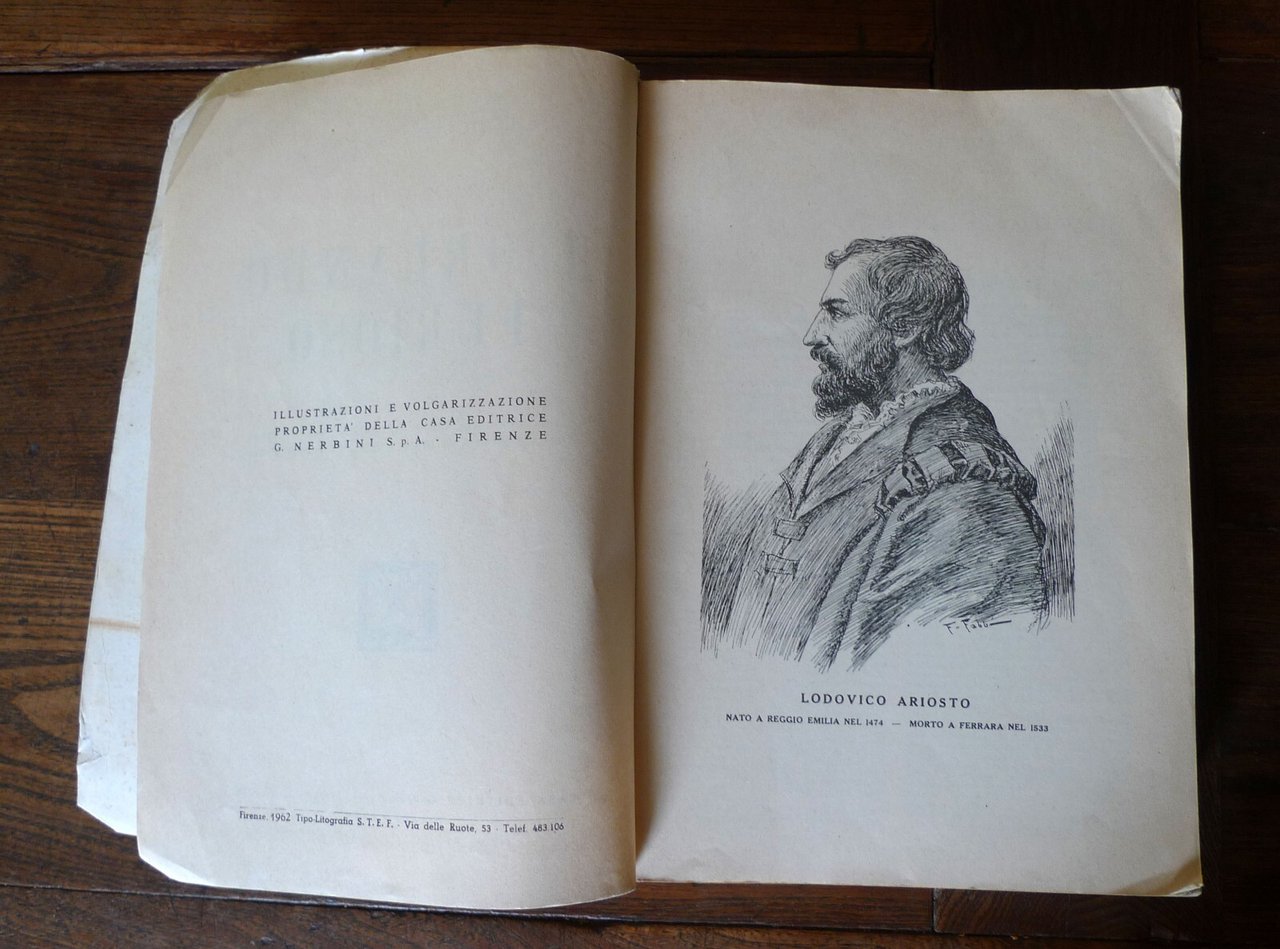 ILLUSTRAZIONI E VOLGARIZZAZIONE
PROPRIETA' DELLA CASA EDITRICE
G. NERBINI S.p.A. - FIRENZE
Firenze, 1962 Tipo-Litografia S.T.E.F. - Via delle Ruote, 53 - Telef. 483.106
F. Fabbi
LODOVICO ARIOSTO
NATO A REGGIO EMILIA NEL 1474 — MORTO A FERRARA NEL 1533